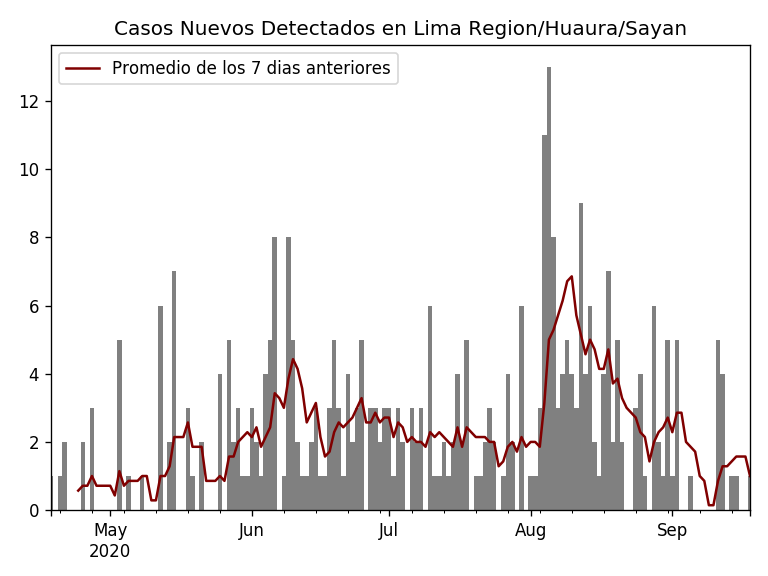 Casos Nuevos Detectados en Lima Region/Huaura/Sayan
Promedio de los 7 dias anteriores
12
10
8
6
4
2
0
May Jun Jul Aug Sep
2020